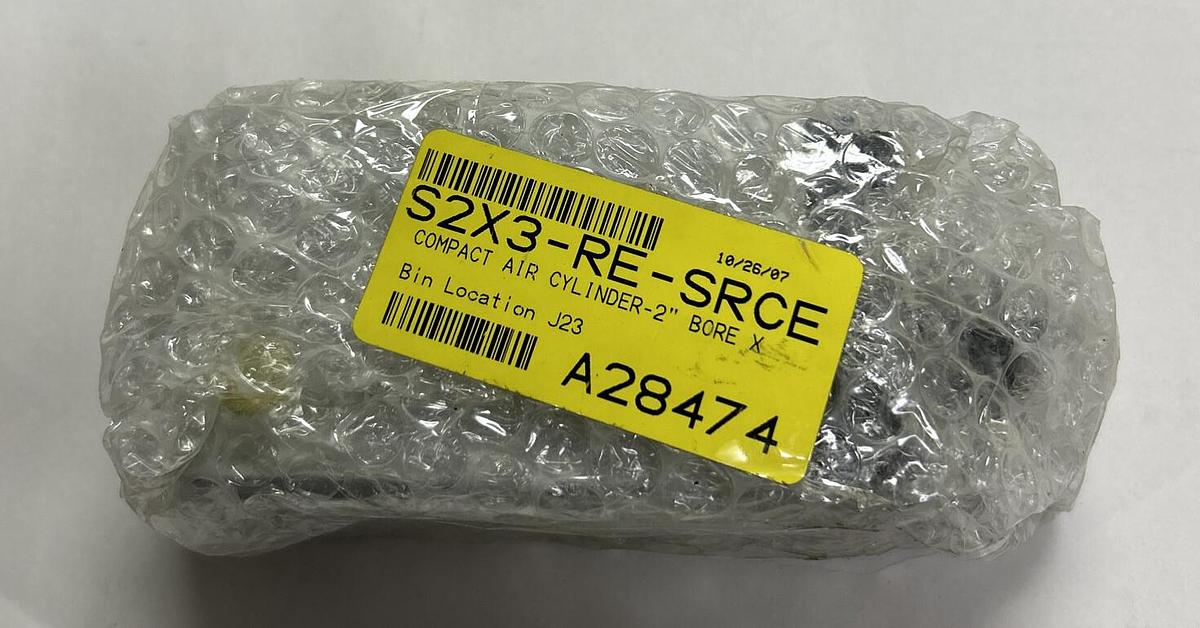 10/26/07
S2X3-RE-SRCE
COMPACT AIR CYLINDER-2" BORE X
Bin Location J23
A28474